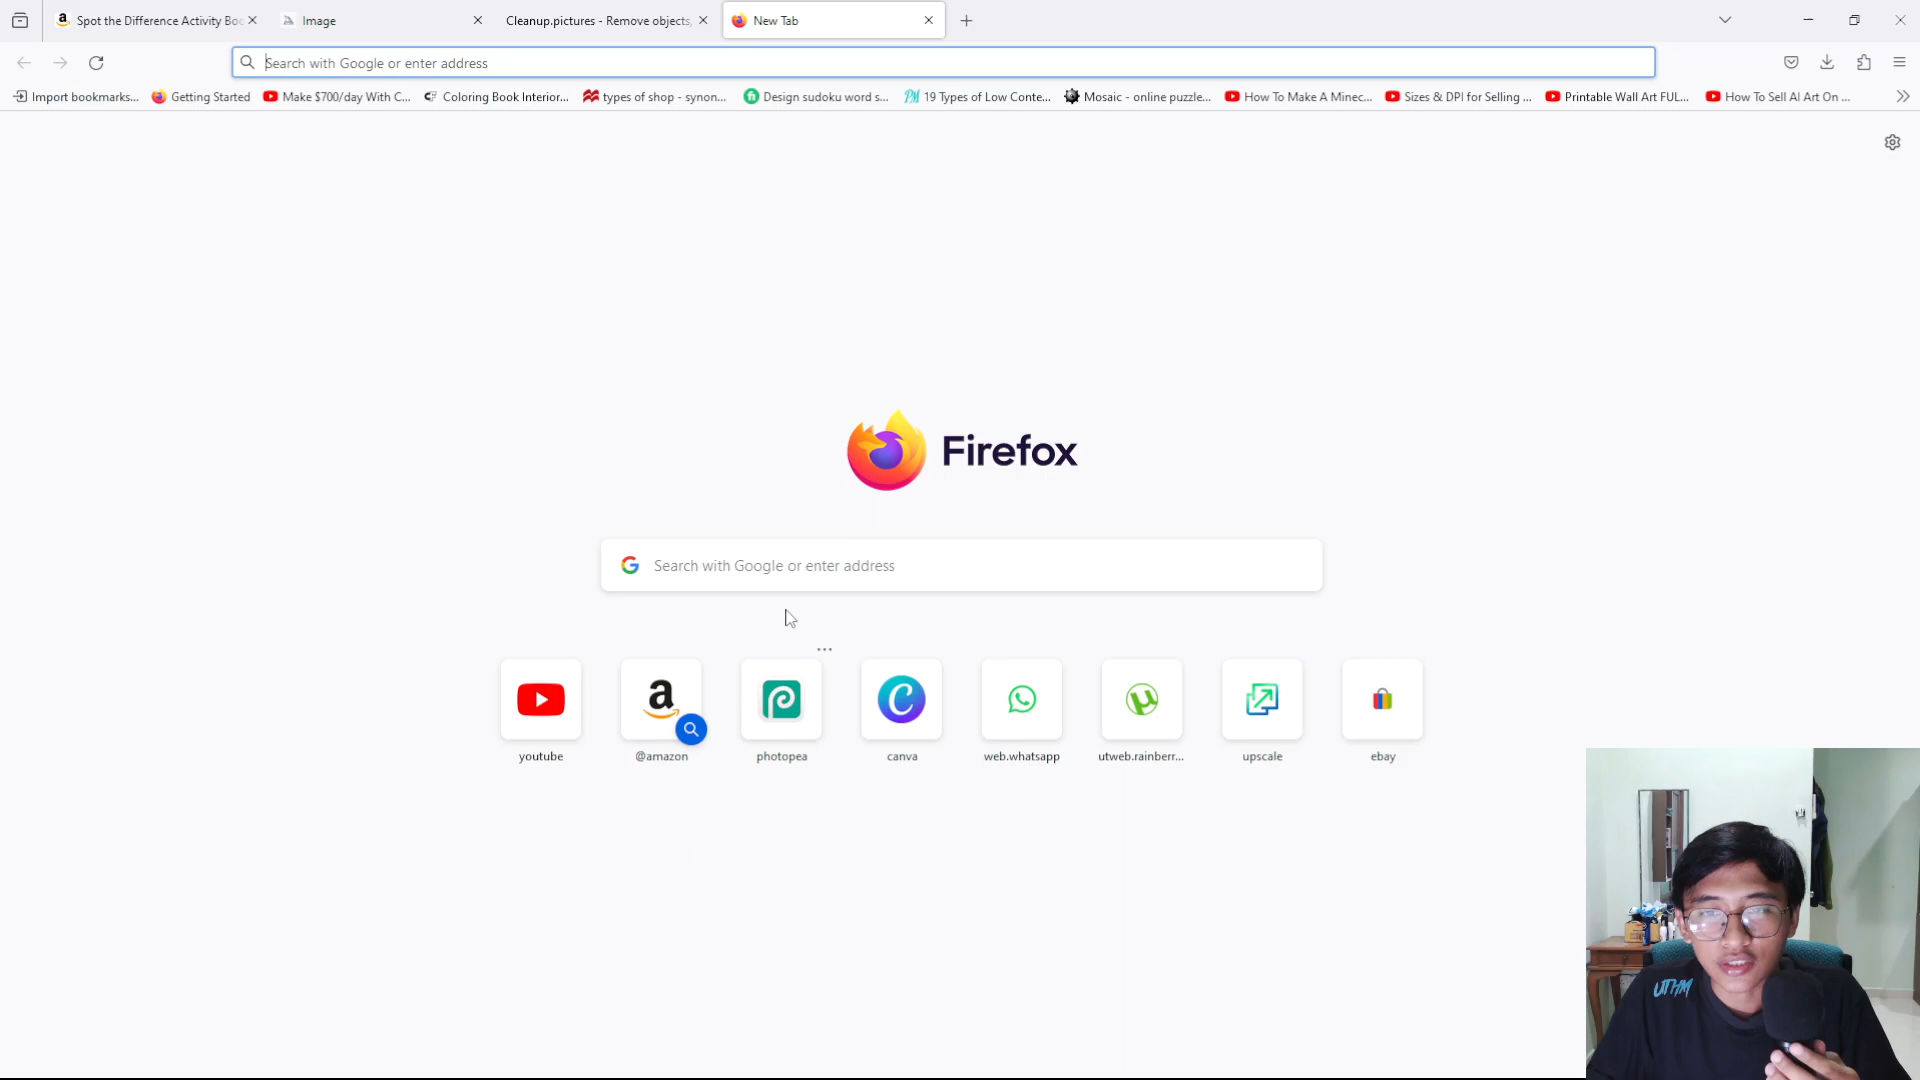 Spot the Difference Activity Boo
Image
Cleanup.pictures - Remove objects,
New Tab
Search with Google or enter address
Import bookmarks...
Getting Started
Make $700/day With C...
Coloring Book Interior...
types of shop - synon...
Design sudoku word s...
19 Types of Low Conte...
Mosaic - online puzzle...
How To Make A Minec...
Sizes & DPI for Selling ...
Printable Wall Art FUL...
How To Sell AI Art On ...
Firefox
Search with Google or enter address
youtube
@amazon
photopea
canva
web.whatsapp
utweb.rainberr...
upscale
ebay
UTHM